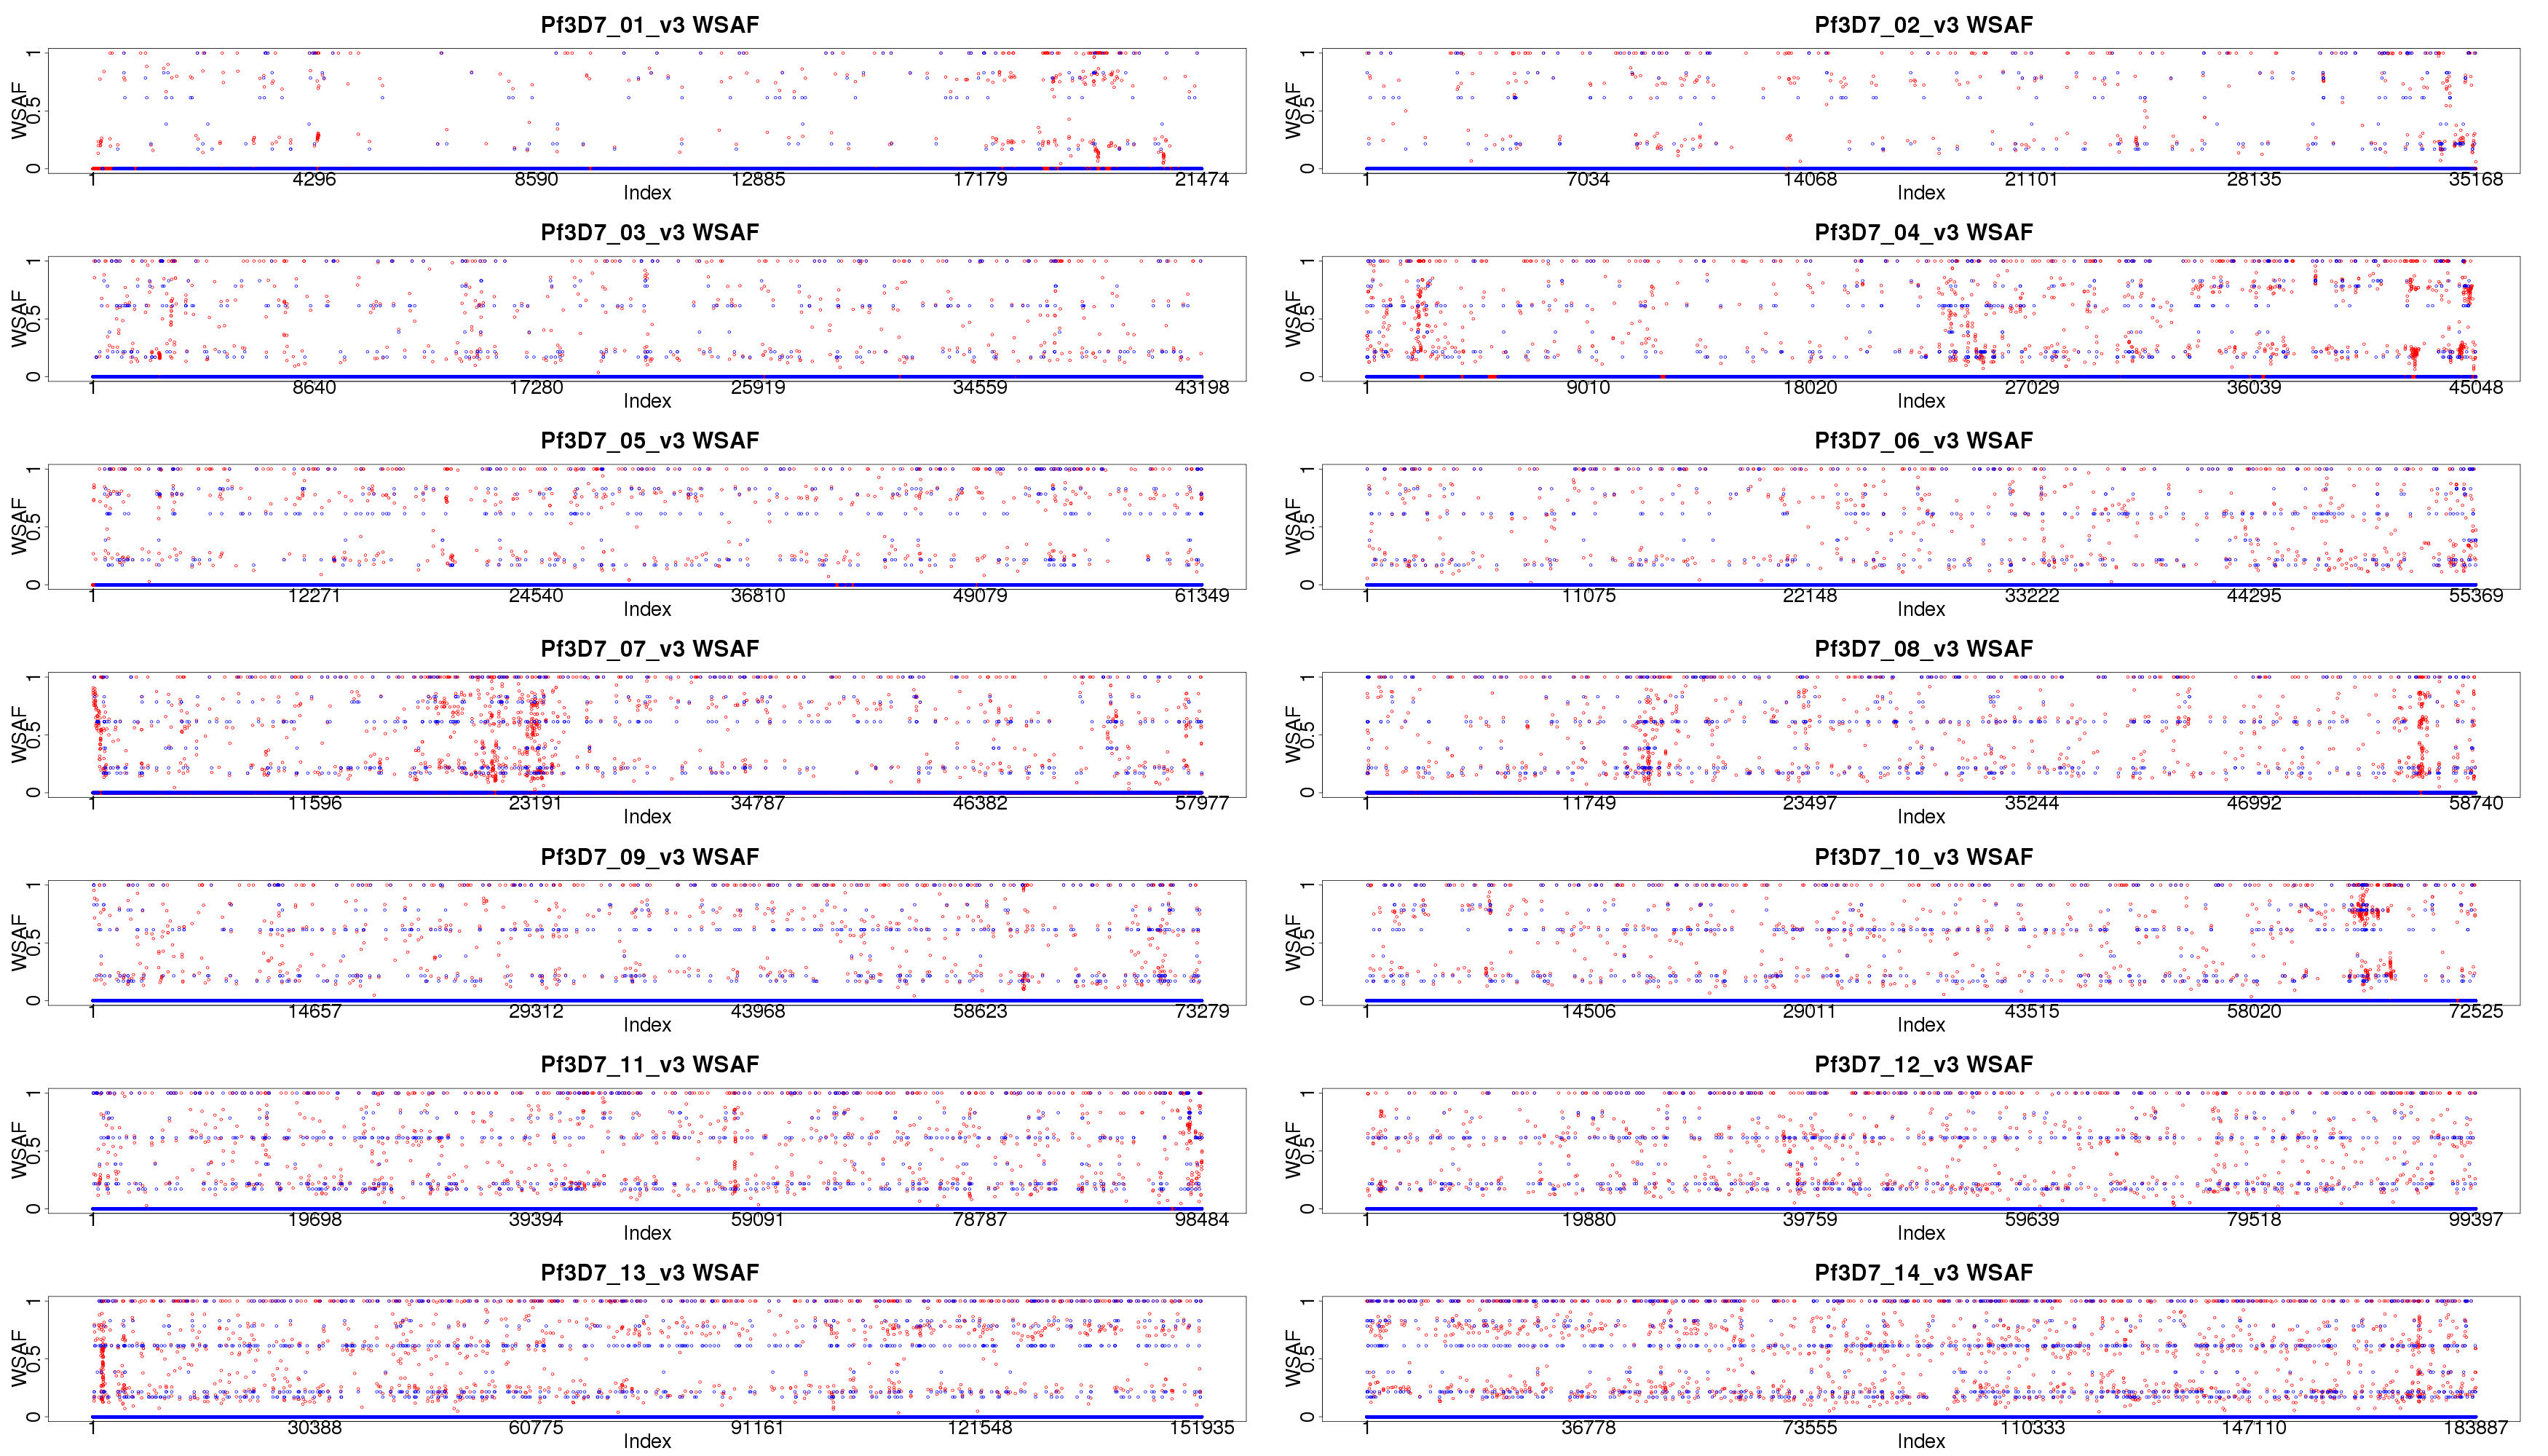 Pf3D7_01_v3 WSAF
WSAF
0 0.5 1
1 4296 8590 12885 17179 21474
Index
Pf3D7_02_v3 WSAF
WSAF
0 0.5 1
1 7034 14068 21101 28135 35168
Index
Pf3D7_03_v3 WSAF
WSAF
0 0.5 1
1 8640 17280 25919 34559 43198
Index
Pf3D7_04_v3 WSAF
WSAF
0 0.5 1
1 9010 18020 27029 36039 45048
Index
Pf3D7_05_v3 WSAF
WSAF
0 0.5 1
1 12271 24540 36810 49079 61349
Index
Pf3D7_06_v3 WSAF
WSAF
0 0.5 1
1 11075 22148 33222 44295 55369
Index
Pf3D7_07_v3 WSAF
WSAF
0 0.5 1
1 11596 23191 34787 46382 57977
Index
Pf3D7_08_v3 WSAF
WSAF
0 0.5 1
1 11749 23497 35244 46992 58740
Index
Pf3D7_09_v3 WSAF
WSAF
0 0.5 1
1 14657 29312 43968 58623 73279
Index
Pf3D7_10_v3 WSAF
WSAF
0 0.5 1
1 14506 29011 43515 58020 72525
Index
Pf3D7_11_v3 WSAF
WSAF
0 0.5 1
1 19698 39394 59091 78787 98484
Index
Pf3D7_12_v3 WSAF
WSAF
0 0.5 1
1 19880 39759 59639 79518 99397
Index
Pf3D7_13_v3 WSAF
WSAF
0 0.5 1
1 30388 60775 91161 121548 151935
Index
Pf3D7_14_v3 WSAF
WSAF
0 0.5 1
1 36778 73555 110333 147110 183887
Index